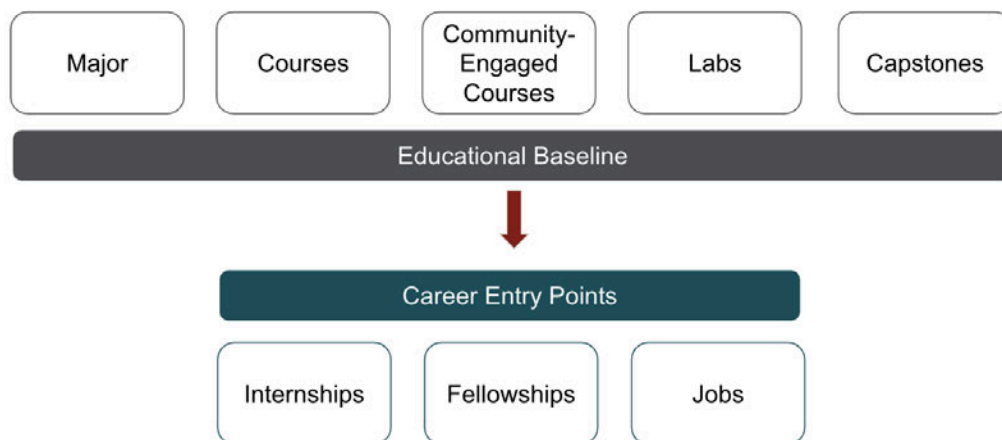 Major
Courses
Community-
Engaged
Courses
Labs
Capstones
Educational Baseline
Career Entry Points
Internships
Fellowships
Jobs